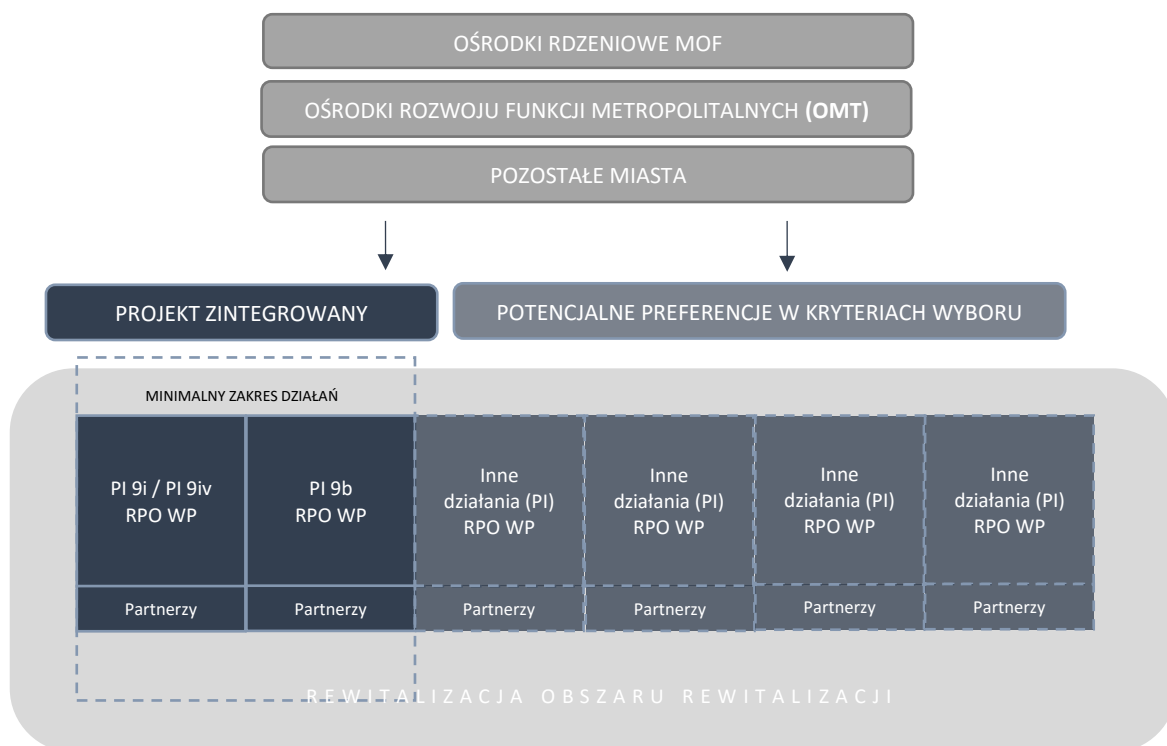 OŚRODKI RDZENIOWE MOF
OŚRODKI ROZWOJU FUNKCJI METROPOLITALNYCH (OMT)
POZOSTAŁE MIASTA
PROJEKT ZINTEGROWANY
POTENCJALNE PREFERENCJE W KRYTERIACH WYBORU
MINIMALNY ZAKRES DZIAŁAŃ
PI 9i / PI 9iv
RPO WP
PI 9b
RPO WP
Inne
działania (PI)
RPO WP
Inne
działania (PI)
RPO WP
Inne
działania (PI)
RPO WP
Inne
działania (PI)
RPO WP
Partnerzy
Partnerzy
Partnerzy
Partnerzy
Partnerzy
Partnerzy
REWITALIZACJA OBSZARU REWITALIZACJI